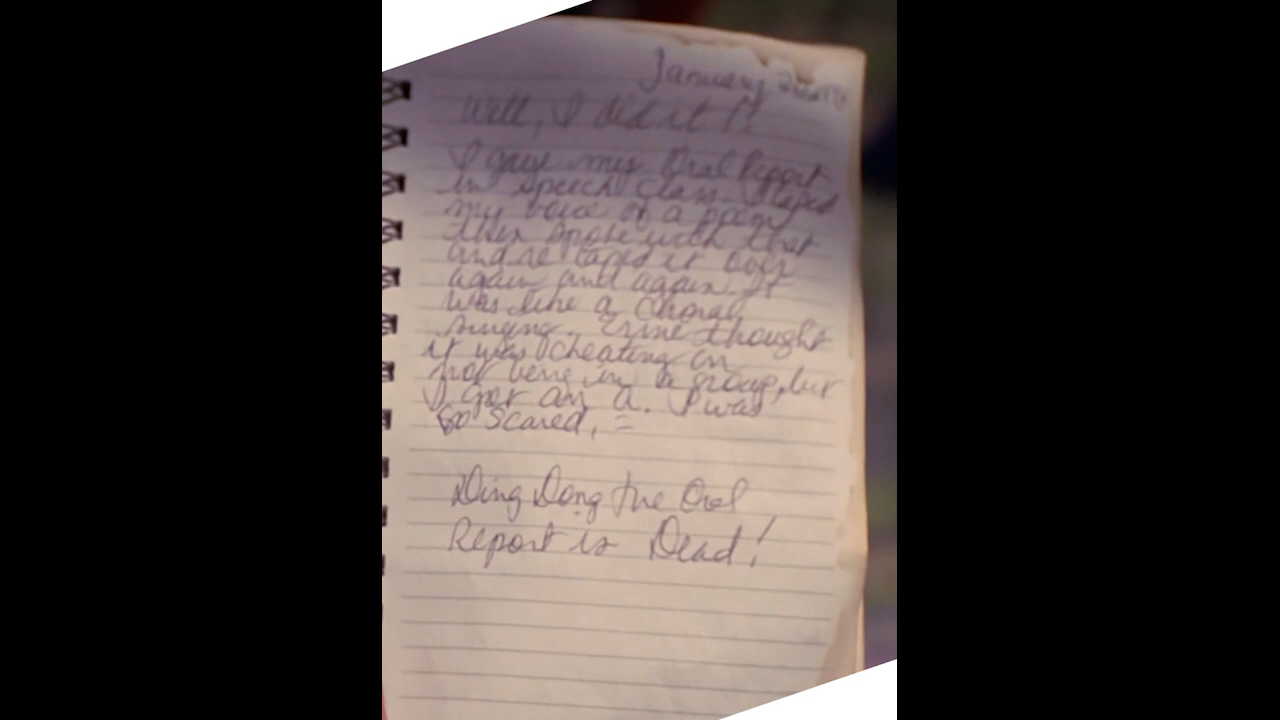 January
Well, I did it!!
I gave my Oral Report
in speech class. I taped
my voice of a poem
then spoke with that
and re taped it over
again and again. It
was like a Choral
singing. thought
it was cheating
not being in a group, but
I got an a. I was
so Scared.
Ding Dong the Oral
Report is Dead!